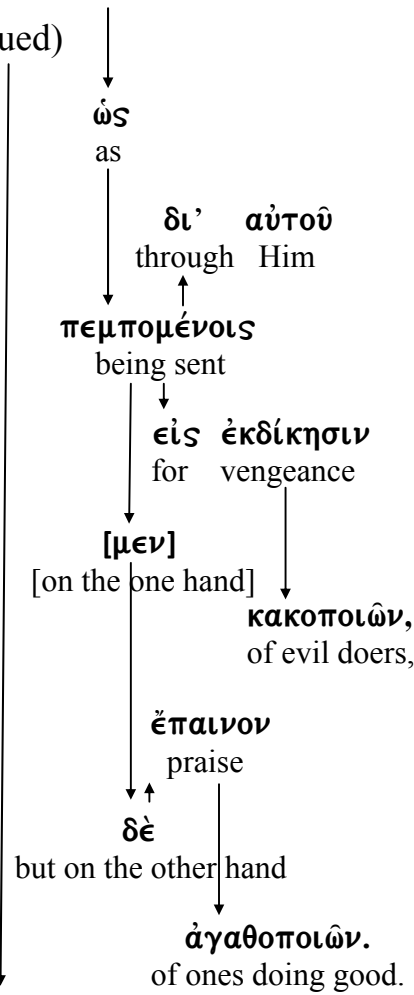 ued)
ὡς
as
δι’ αὐτοῦ
through Him
πεμπομένοις
being sent
εἰς ἐκδίκησιν
for vengeance
[μεν]
[on the one hand]
κακοποιῶν,
of evil doers,
ἔπαινον
praise
δὲ
but on the other hand
ἀγαθοποιῶν.
of ones doing good.